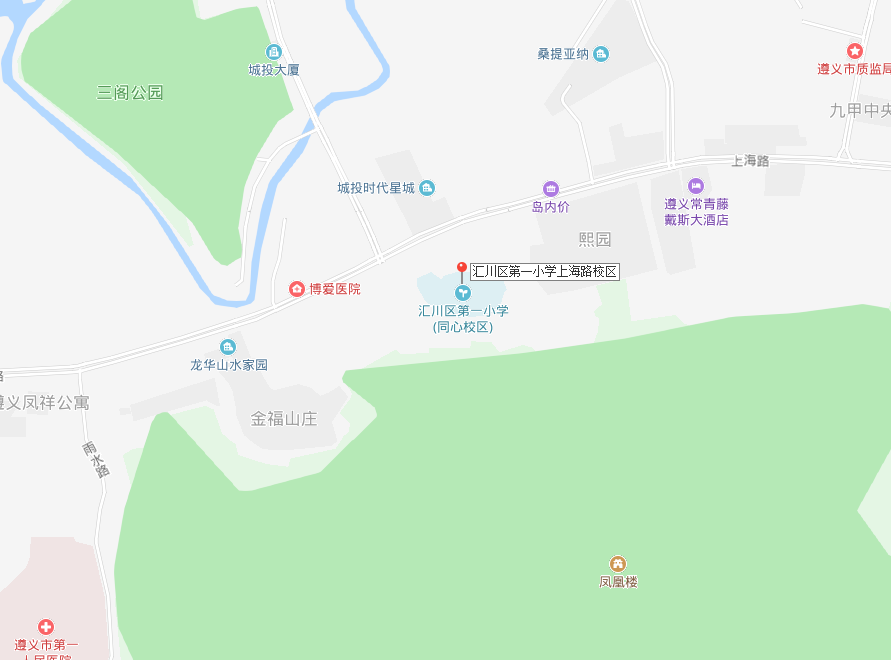 桑提亚纳
城投大厦
遵义市质监局
三阁公园
九甲中央
上海路
城投时代星城
岛内价
遵义常青藤
戴斯大酒店
熙园
汇川区第一小学上海路校区
博爱医院
汇川区第一小学
(同心校区)
龙华山水家园
路
遵义凤祥公寓
金福山庄
雨水路
凤凰楼
遵义市第一
人民医院